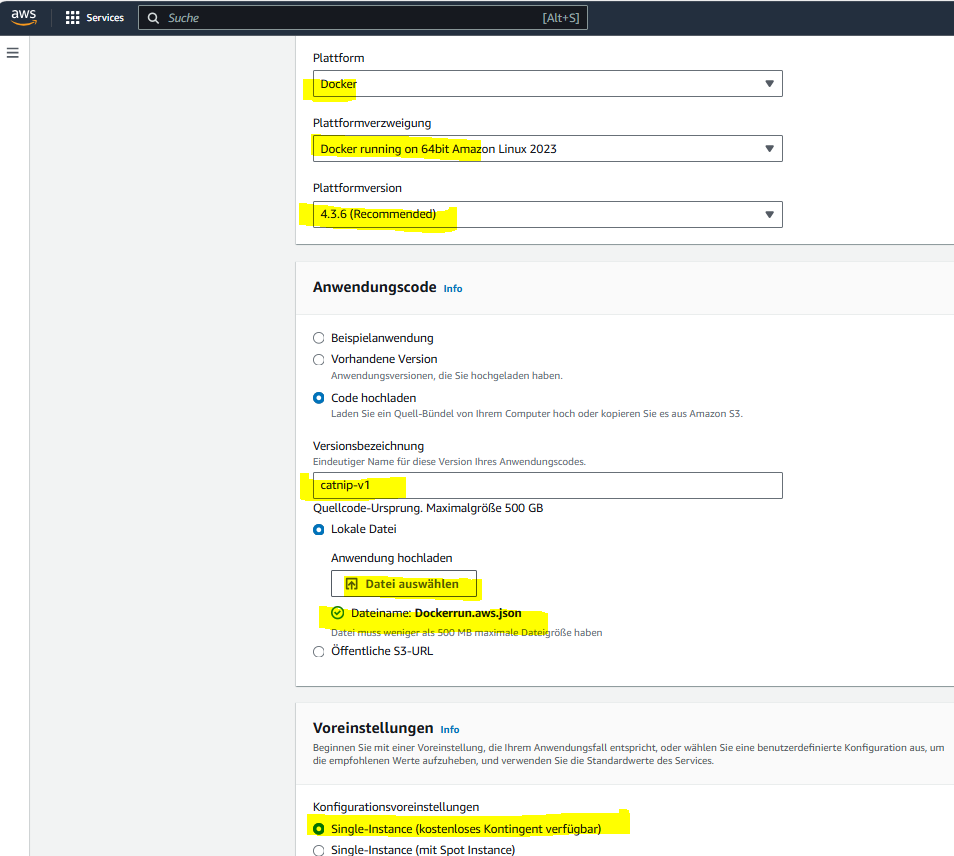 aws
Services
Suche
[Alt+S]
Plattform
Docker
Plattformverzweigung
Docker running on 64bit Amazon Linux 2023
Plattformversion
4.3.6 (Recommended)
Anwendungscode Info
Beispielanwendung
Vorhandene Version
Anwendungsversionen, die Sie hochgeladen haben.
Code hochladen
Laden Sie ein Quell-Bündel von Ihrem Computer hoch oder kopieren Sie es aus Amazon S3.
Versionsbezeichnung
Eindeutiger Name für diese Version Ihres Anwendungscodes.
catnip-v1
Quellcode-Ursprung. Maximalgröße 500 GB
Lokale Datei
Anwendung hochladen
Datei auswählen
Dateiname: Dockerrun.aws.json
Datei muss weniger als 500 MB maximale Dateigröße haben
Öffentliche S3-URL
Voreinstellungen Info
Beginnen Sie mit einer Voreinstellung, die Ihrem Anwendungsfall entspricht, oder wählen Sie eine benutzerdefinierte Konfiguration aus, um
die empfohlenen Werte aufzuheben, und verwenden Sie die Standardwerte des Services.
Konfigurationsvoreinstellungen
Single-Instance (kostenloses Kontingent verfügbar)
Single-Instance (mit Spot Instance)